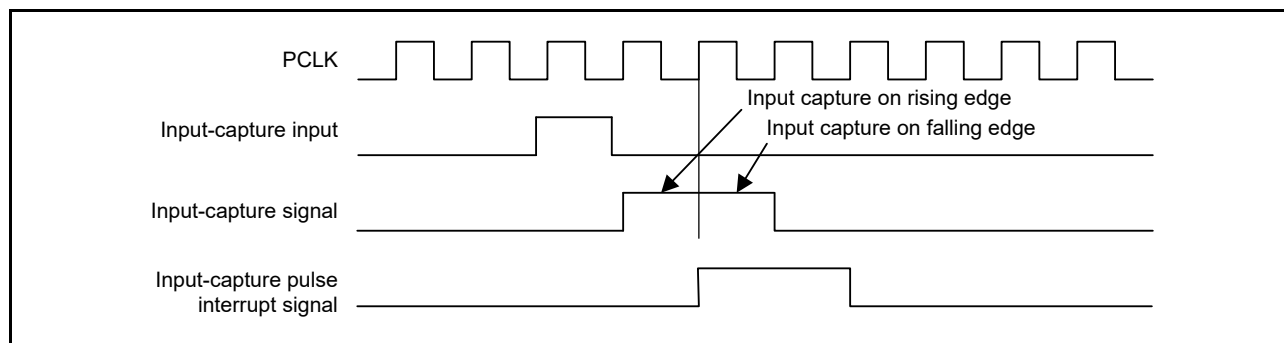 PCLK
Input capture on rising edge
Input-capture input
Input capture on falling edge
Input-capture signal
Input-capture pulse
interrupt signal